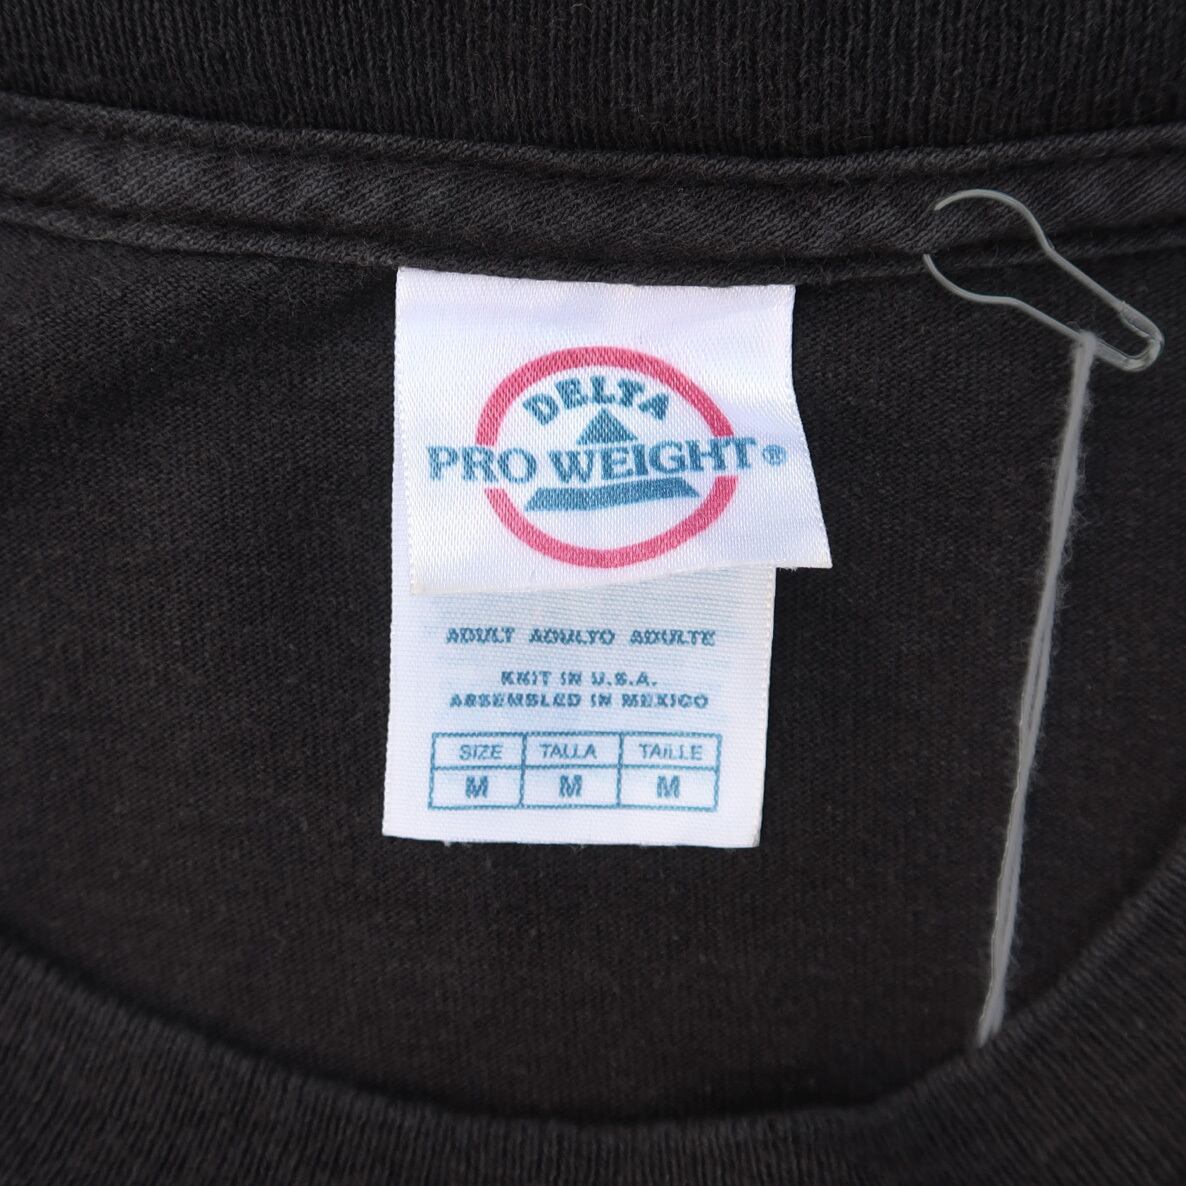 DELTA
PRO WEIGHT®
ADULT ADULTO ADULTE
KNIT IN U.S.A.
ASSEMBLED IN MEXICO
SIZE TALLA TAILLE
M M M